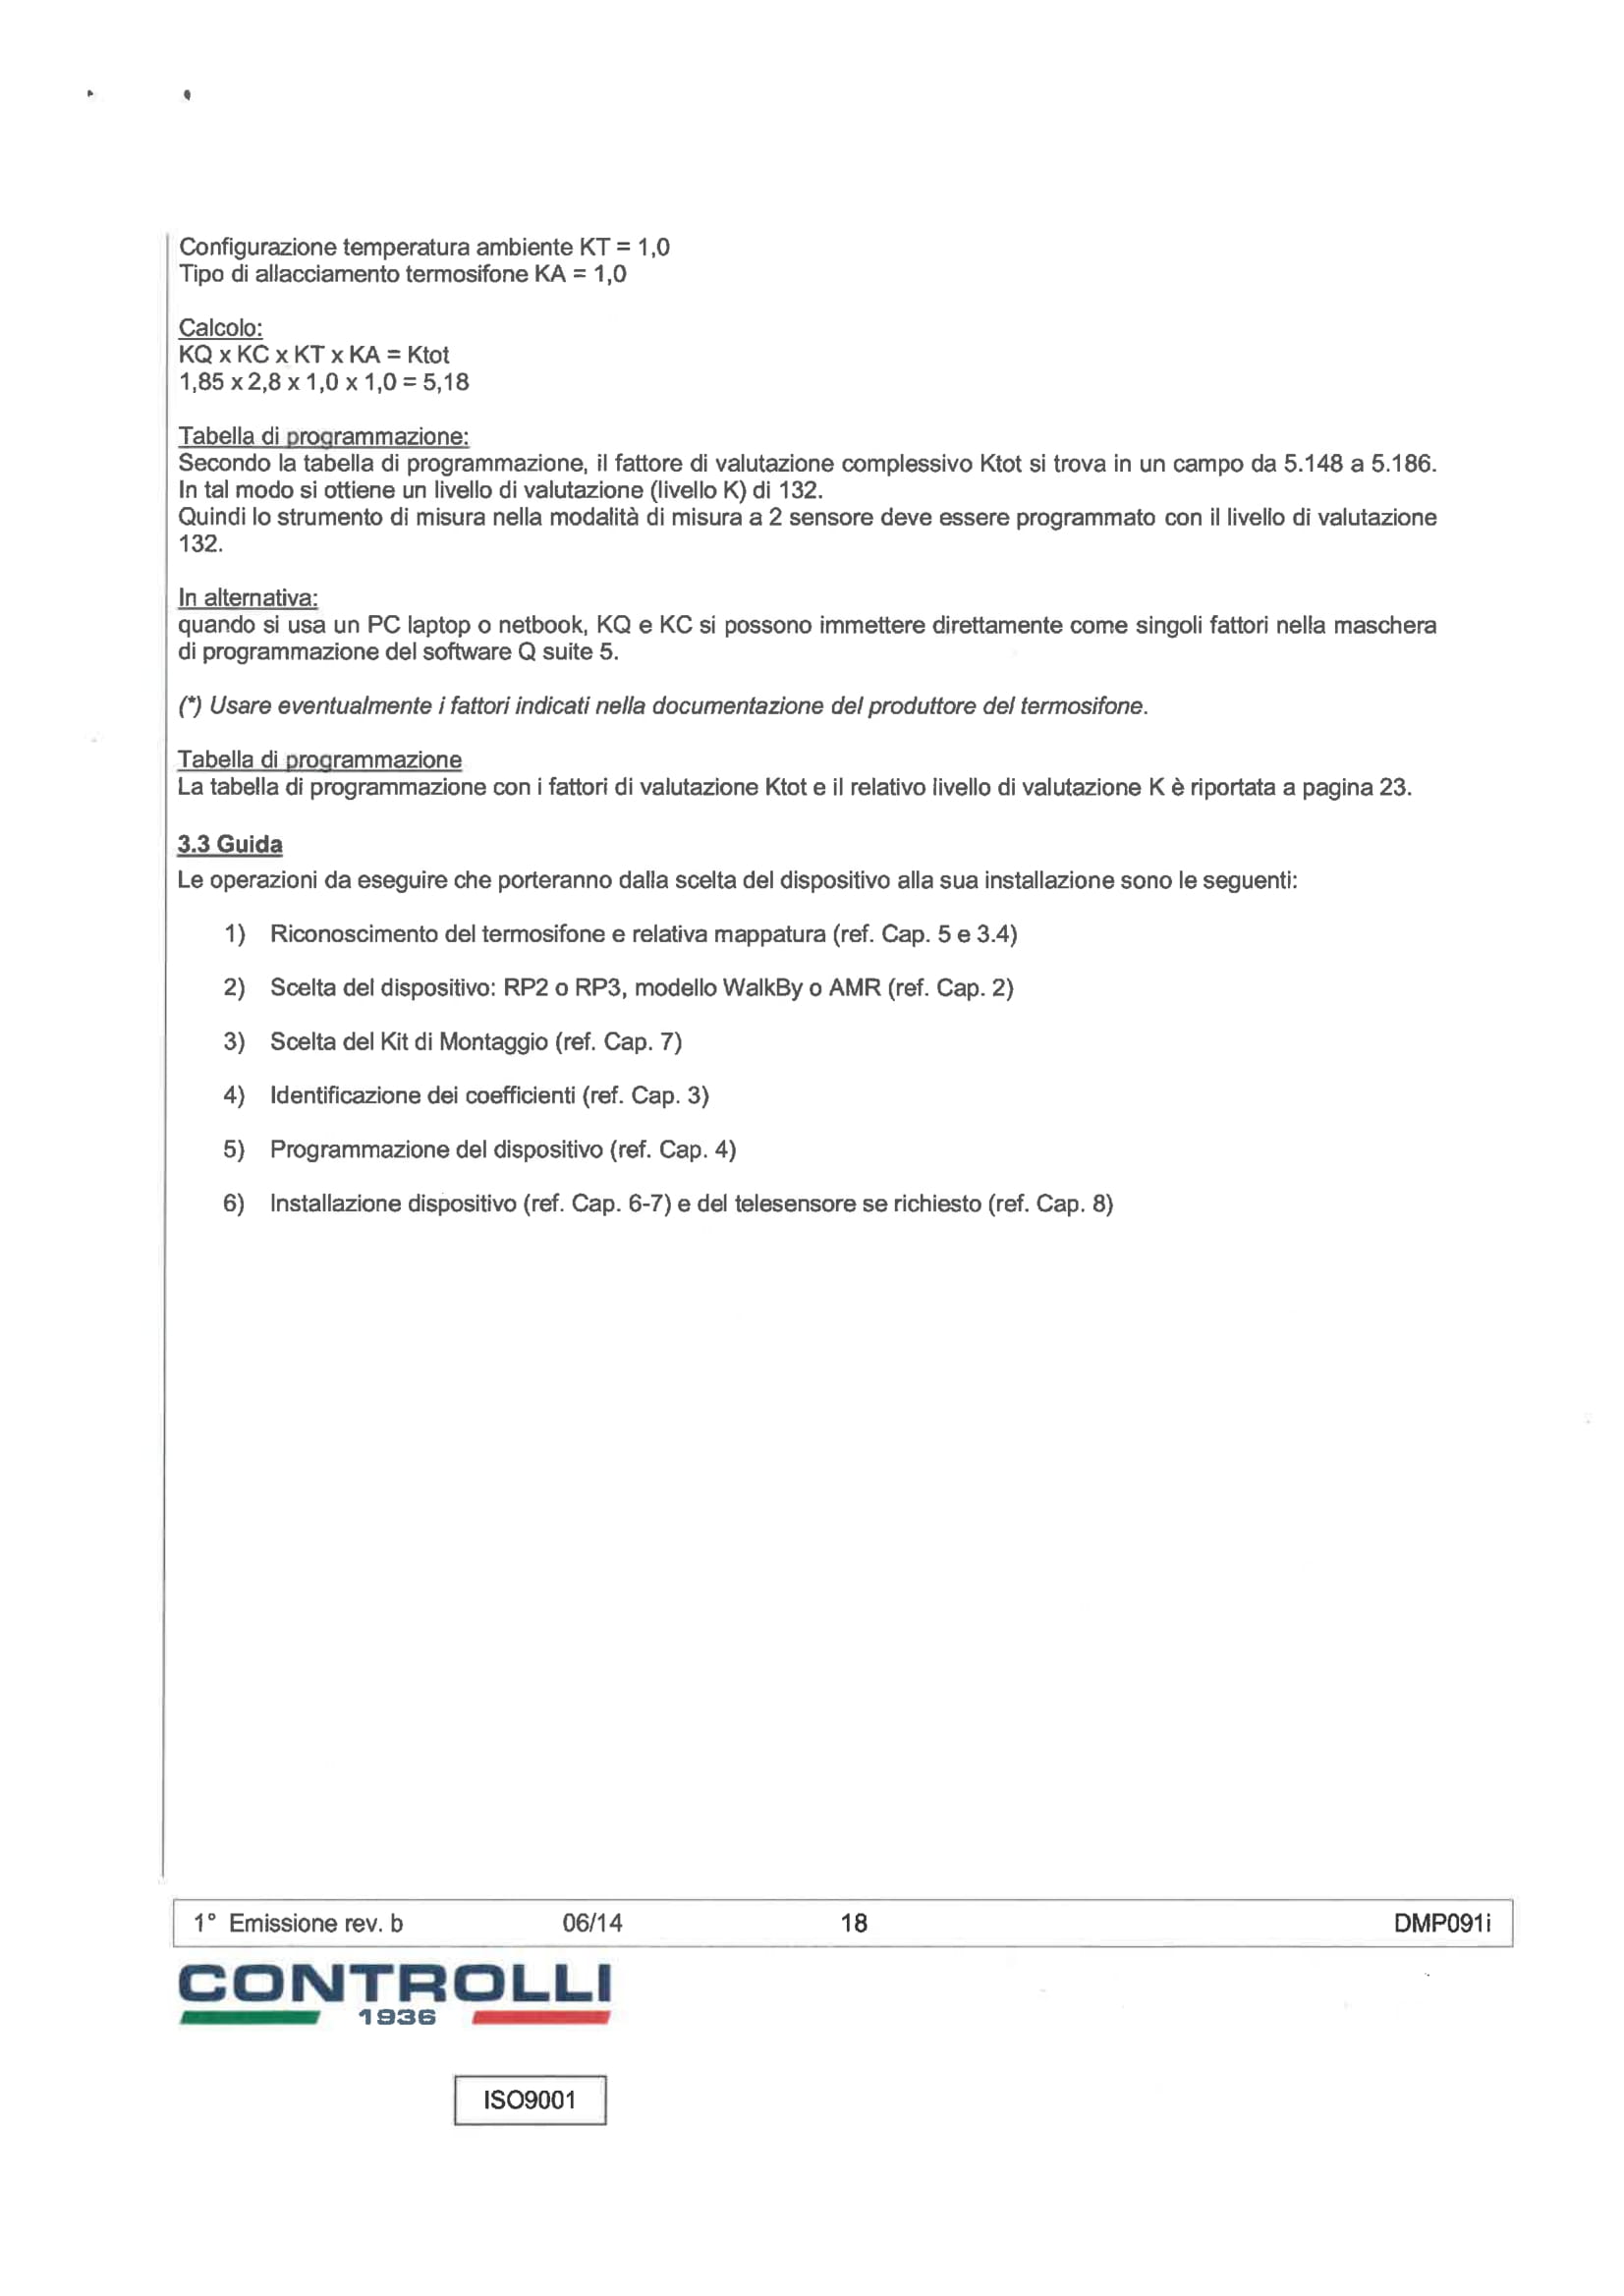 Configurazione temperatura ambiente KT = 1,0
Tipo di allacciamento termosifone KA = 1,0
Calcolo:
KQ x KC x KT x KA = Ktot
1,85 x 2,8 x 1,0 x 1,0 = 5,18
Tabella di programmazione:
Secondo la tabella di programmazione, il fattore di valutazione complessivo Ktot si trova in un campo da 5.148 a 5.186.
In tal modo si ottiene un livello di valutazione (livello K) di 132.
Quindi lo strumento di misura nella modalità di misura a 2 sensore deve essere programmato con il livello di valutazione
132.
In alternativa:
quando si usa un PC laptop o netbook, KQ e KC si possono immettere direttamente come singoli fattori nella maschera
di programmazione del software Q suite 5.
(*) Usare eventualmente i fattori indicati nella documentazione del produttore del termosifone.
Tabella di programmazione
La tabella di programmazione con i fattori di valutazione Ktot e il relativo livello di valutazione K è riportata a pagina 23.
3.3 Guida
Le operazioni da eseguire che porteranno dalla scelta del dispositivo alla sua installazione sono le seguenti:
1) Riconoscimento del termosifone e relativa mappatura (ref. Cap. 5 e 3.4)
2) Scelta del dispositivo: RP2 o RP3, modello WalkBy o AMR (ref. Cap. 2)
3) Scelta del Kit di Montaggio (ref. Cap. 7)
4) Identificazione dei coefficienti (ref. Cap. 3)
5) Programmazione del dispositivo (ref. Cap. 4)
6) Installazione dispositivo (ref. Cap. 6-7) e del telesensore se richiesto (ref. Cap. 8)
1° Emissione rev. b 06/14 18 DMP091i
CONTROLLI
1936
ISO9001